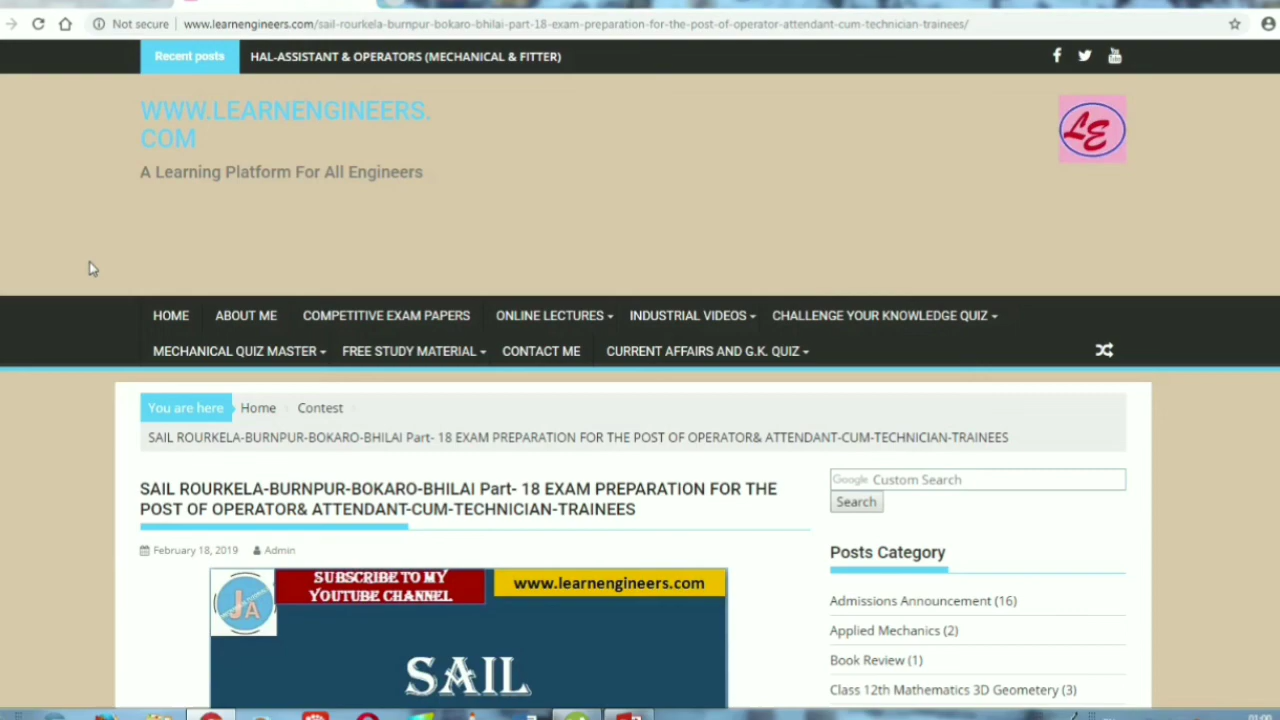 Not secure www.learnengineers.com/sail-rourkela-burnpur-bokaro-bhilai-part-18-exam-preparation-for-the-post-of-operator-attendant-cum-technician-trainees/
Recent posts HAL-ASSISTANT & OPERATORS (MECHANICAL & FITTER)
WWW.LEARNENGINEERS.
COM
LE
A Learning Platform For All Engineers
HOME ABOUT ME COMPETITIVE EXAM PAPERS ONLINE LECTURES INDUSTRIAL VIDEOS CHALLENGE YOUR KNOWLEDGE QUIZ
MECHANICAL QUIZ MASTER FREE STUDY MATERIAL CONTACT ME CURRENT AFFAIRS AND G.K. QUIZ
You are here Home Contest
SAIL ROURKELA-BURNPUR-BOKARO-BHILAI Part- 18 EXAM PREPARATION FOR THE POST OF OPERATOR& ATTENDANT-CUM-TECHNICIAN-TRAINEES
SAIL ROURKELA-BURNPUR-BOKARO-BHILAI Part- 18 EXAM PREPARATION FOR THE
POST OF OPERATOR& ATTENDANT-CUM-TECHNICIAN-TRAINEES
February 18, 2019 Admin
SUBSCRIBE TO MY
YOUTUBE CHANNEL
www.learnengineers.com
JA
SAIL
Google Custom Search
Search
Posts Category
Admissions Announcement (16)
Applied Mechanics (2)
Book Review (1)
Class 12th Mathematics 3D Geometery (3)